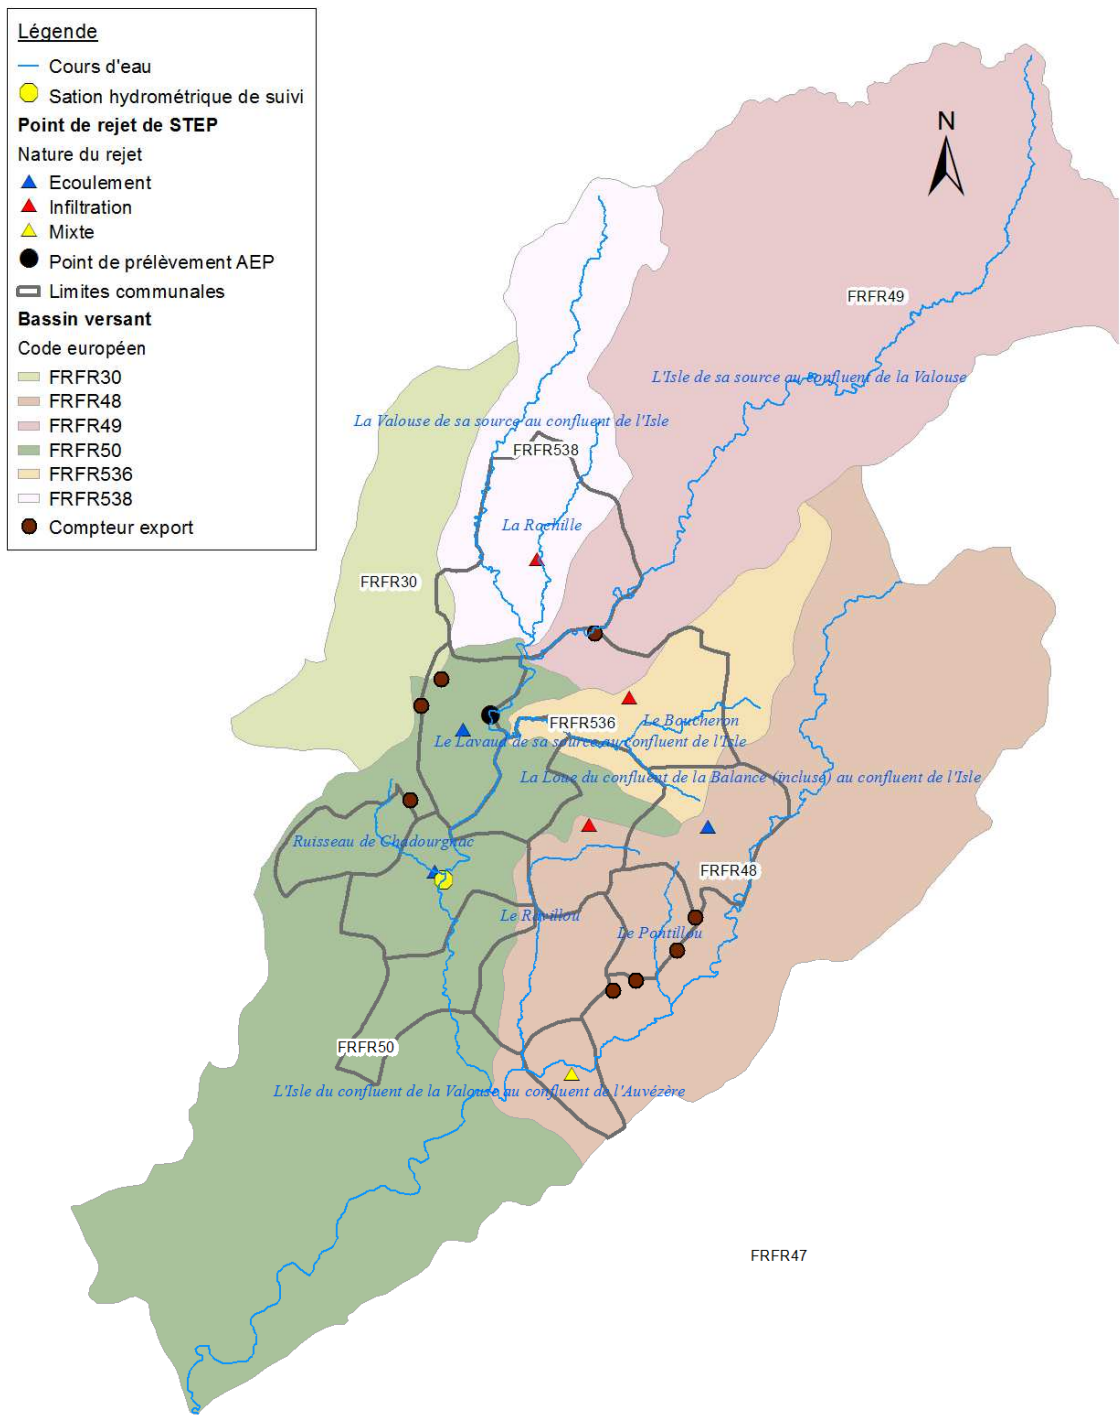 Légende
Cours d'eau
Sation hydrométrique de suivi
Point de rejet de STEP
Nature du rejet
Ecoulement
Infiltration
Mixte
Point de prélèvement AEP
Limites communales
Bassin versant
Code européen
FRFR30
FRFR48
FRFR49
FRFR50
FRFR536
FRFR538
Compteur export
N
FRFR49
L'Isle de sa source au confluent de la Valouse
La Valouse de sa source au confluent de l'Isle
FRFR538
La Rochille
FRFR30
FRFR536
Le Boucheron
Le Lavaud de sa source au confluent de l'Isle
La Loue du confluent de la Balance (incluse) au confluent de l'Isle
Ruisseau de Chadourgnac
FRFR48
Le Ravillou
Le Pontillou
FRFR50
L'Isle du confluent de la Valouse au confluent de l'Auvézère
FRFR47